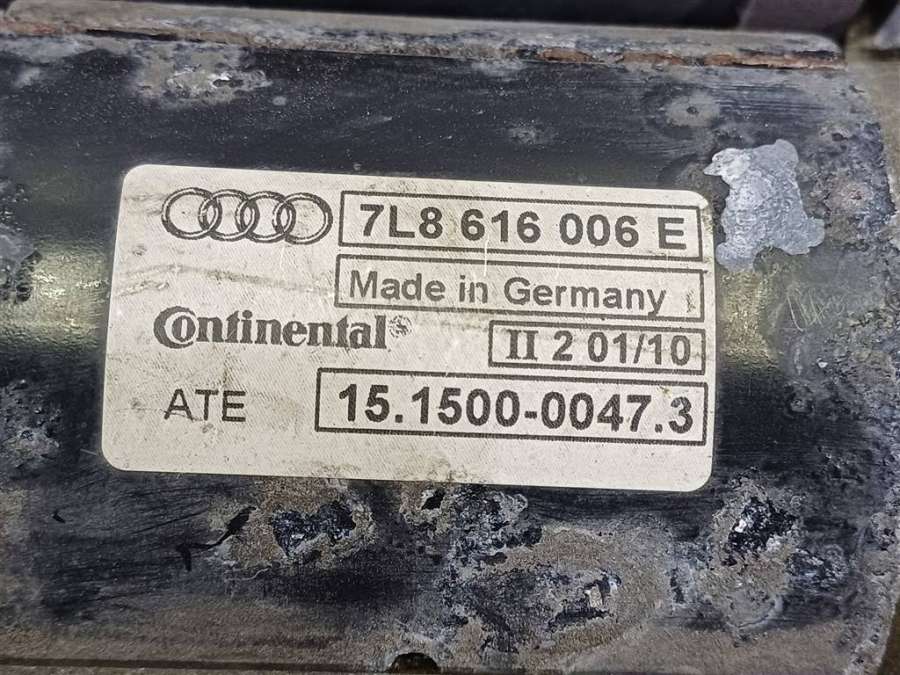 7L8 616 006 E
Made in Germany
Continental
II 2 01/10
ATE 15.1500-0047.3